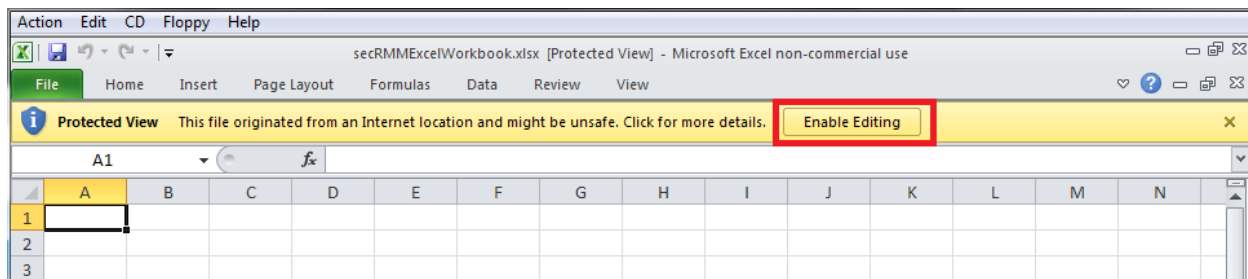 Action Edit CD Floppy Help
secRMMExcelWorkbook.xlsx [Protected View] - Microsoft Excel non-commercial use
File Home Insert Page Layout Formulas Data Review View
Protected View This file originated from an Internet location and might be unsafe. Click for more details. Enable Editing
A1 fx
A B C D E F G H I J K L M N
1
2
3